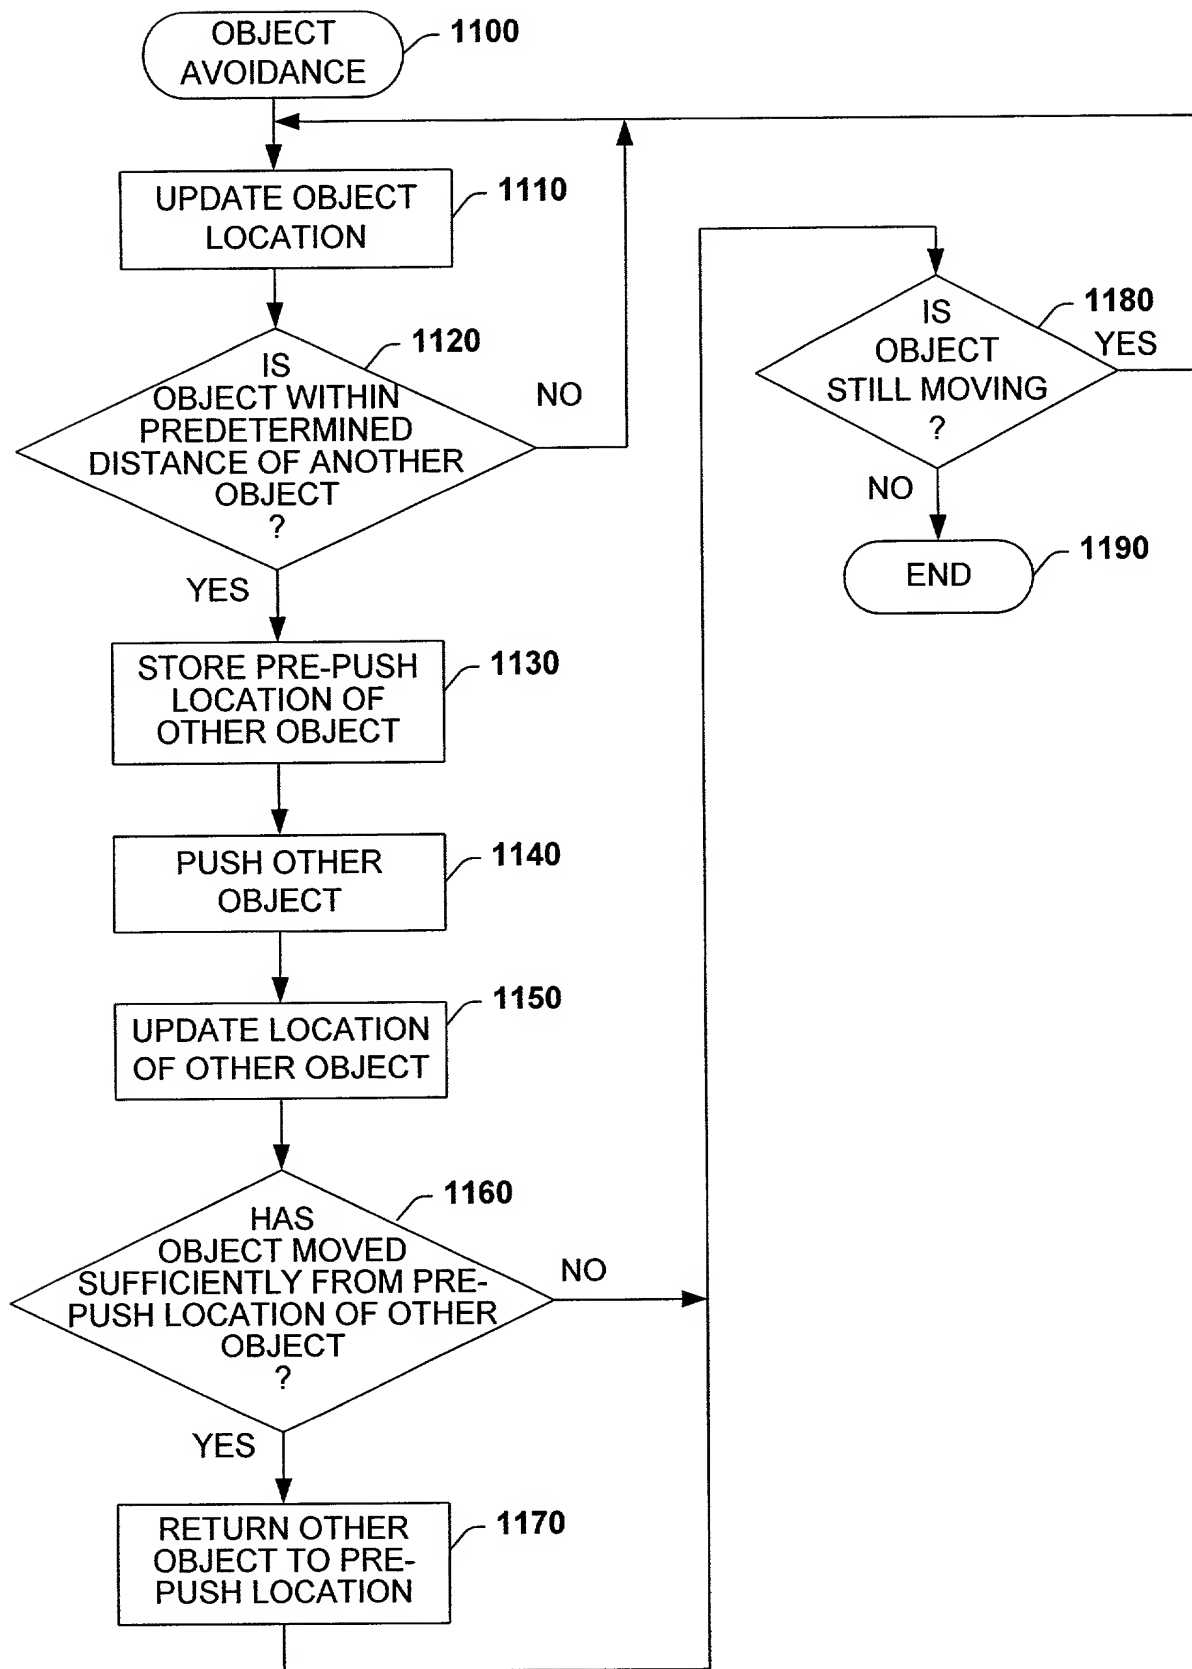 OBJECT
AVOIDANCE
1100
UPDATE OBJECT
LOCATION
1110
IS
OBJECT WITHIN
PREDETERMINED
DISTANCE OF ANOTHER
OBJECT
?
1120
NO
YES
STORE PRE-PUSH
LOCATION OF
OTHER OBJECT
1130
PUSH OTHER
OBJECT
1140
UPDATE LOCATION
OF OTHER OBJECT
1150
HAS
OBJECT MOVED
SUFFICIENTLY FROM PRE-
PUSH LOCATION OF OTHER
OBJECT
?
1160
NO
YES
RETURN OTHER
OBJECT TO PRE-
PUSH LOCATION
1170
IS
OBJECT
STILL MOVING
?
1180
YES
NO
END
1190